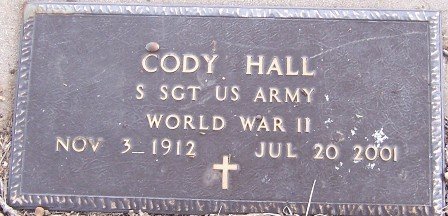 CODY HALL
S SGT US ARMY
WORLD WAR II
NOV 3 1912 JUL 20 2001